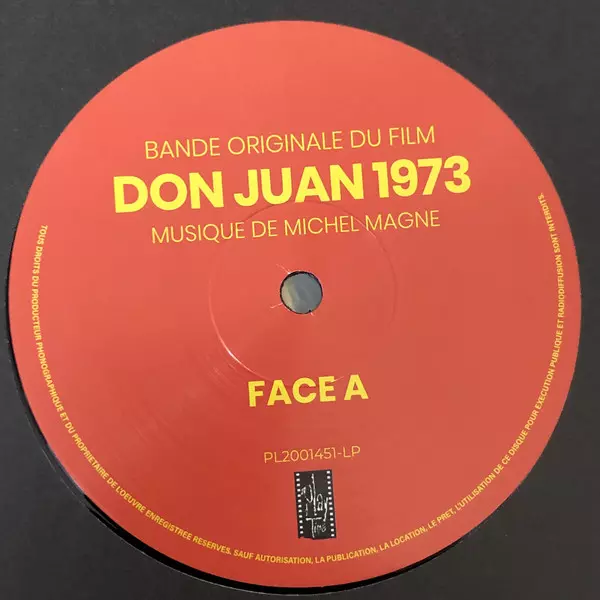 BANDE ORIGINALE DU FILM
DON JUAN 1973
MUSIQUE DE MICHEL MAGNE
FACE A
PL2001451-LP
Play Time
TOUS DROITS DU PRODUCTEUR PHONOGRAPHIQUE ET DU PROPRIETAIRE DE L'OEUVRE ENREGISTREE RESERVES. SAUF AUTORISATION, LA PUBLICATION, LA LOCATION, LE PRET, L'UTILISATION DE CE DISQUE POUR EXECUTION PUBLIQUE ET RADIODIFFUSION SONT INTERDITS.